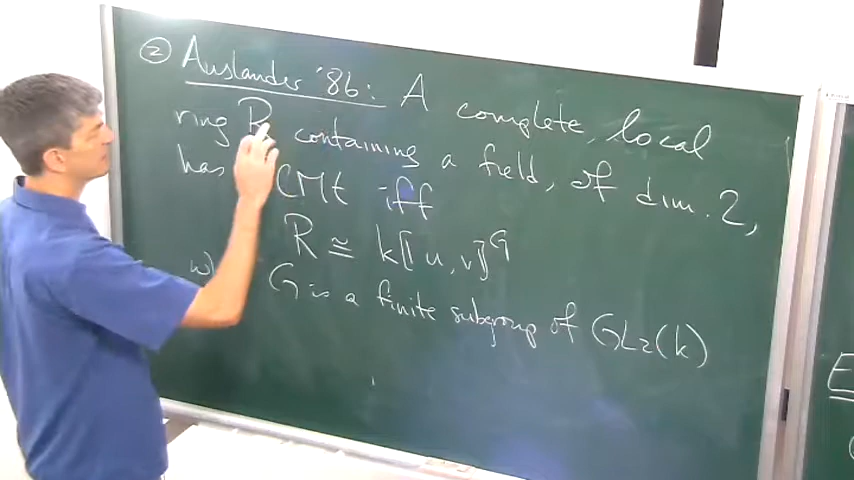 ② Auslander '86: A complete, local
ring R containing a field, of dim. 2,
has CMt iff
R ≅ k[[u,v]]^G
w/ G is a finite subgroup of GL₂(k)